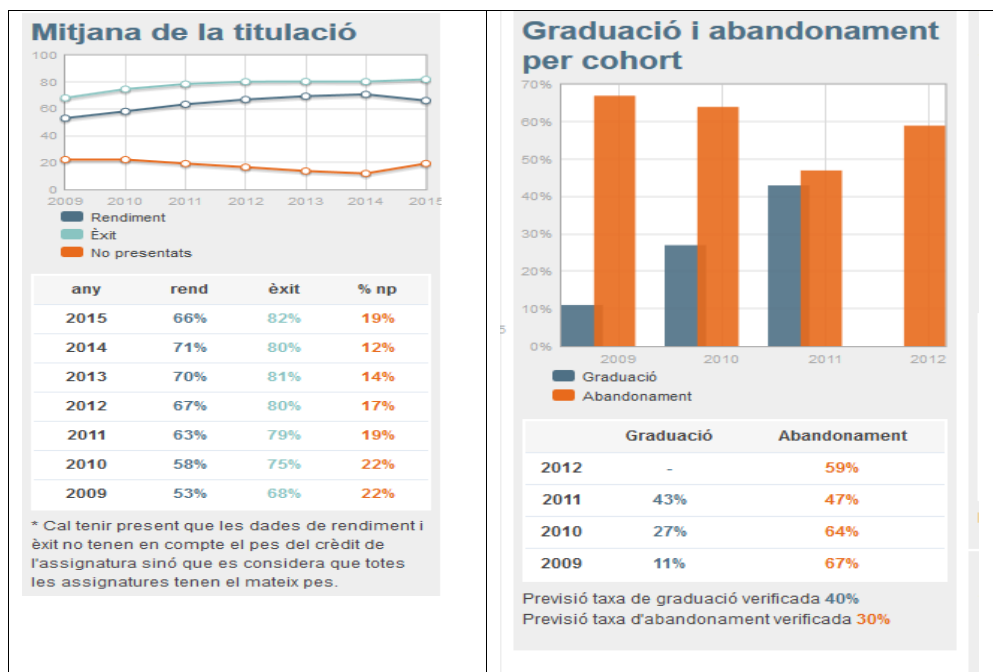 Mitjana de la titulació
100
80
60
40
20
0
2009 2010 2011 2012 2013 2014 2015
Rendiment
Èxit
No presentats
any rend èxit % np
2015 66% 82% 19%
2014 71% 80% 12%
2013 70% 81% 14%
2012 67% 80% 17%
2011 63% 79% 19%
2010 58% 75% 22%
2009 53% 68% 22%
* Cal tenir present que les dades de rendiment i
èxit no tenen en compte el pes del crèdit de
l'assignatura sinó que es considera que totes
les assignatures tenen el mateix pes.
Graduació i abandonament
per cohort
70%
60%
50%
40%
30%
20%
10%
0%
2009 2010 2011 2012
Graduació
Abandonament
Graduació Abandonament
2012 - 59%
2011 43% 47%
2010 27% 64%
2009 11% 67%
Previsió taxa de graduació verificada 40%
Previsió taxa d'abandonament verificada 30%